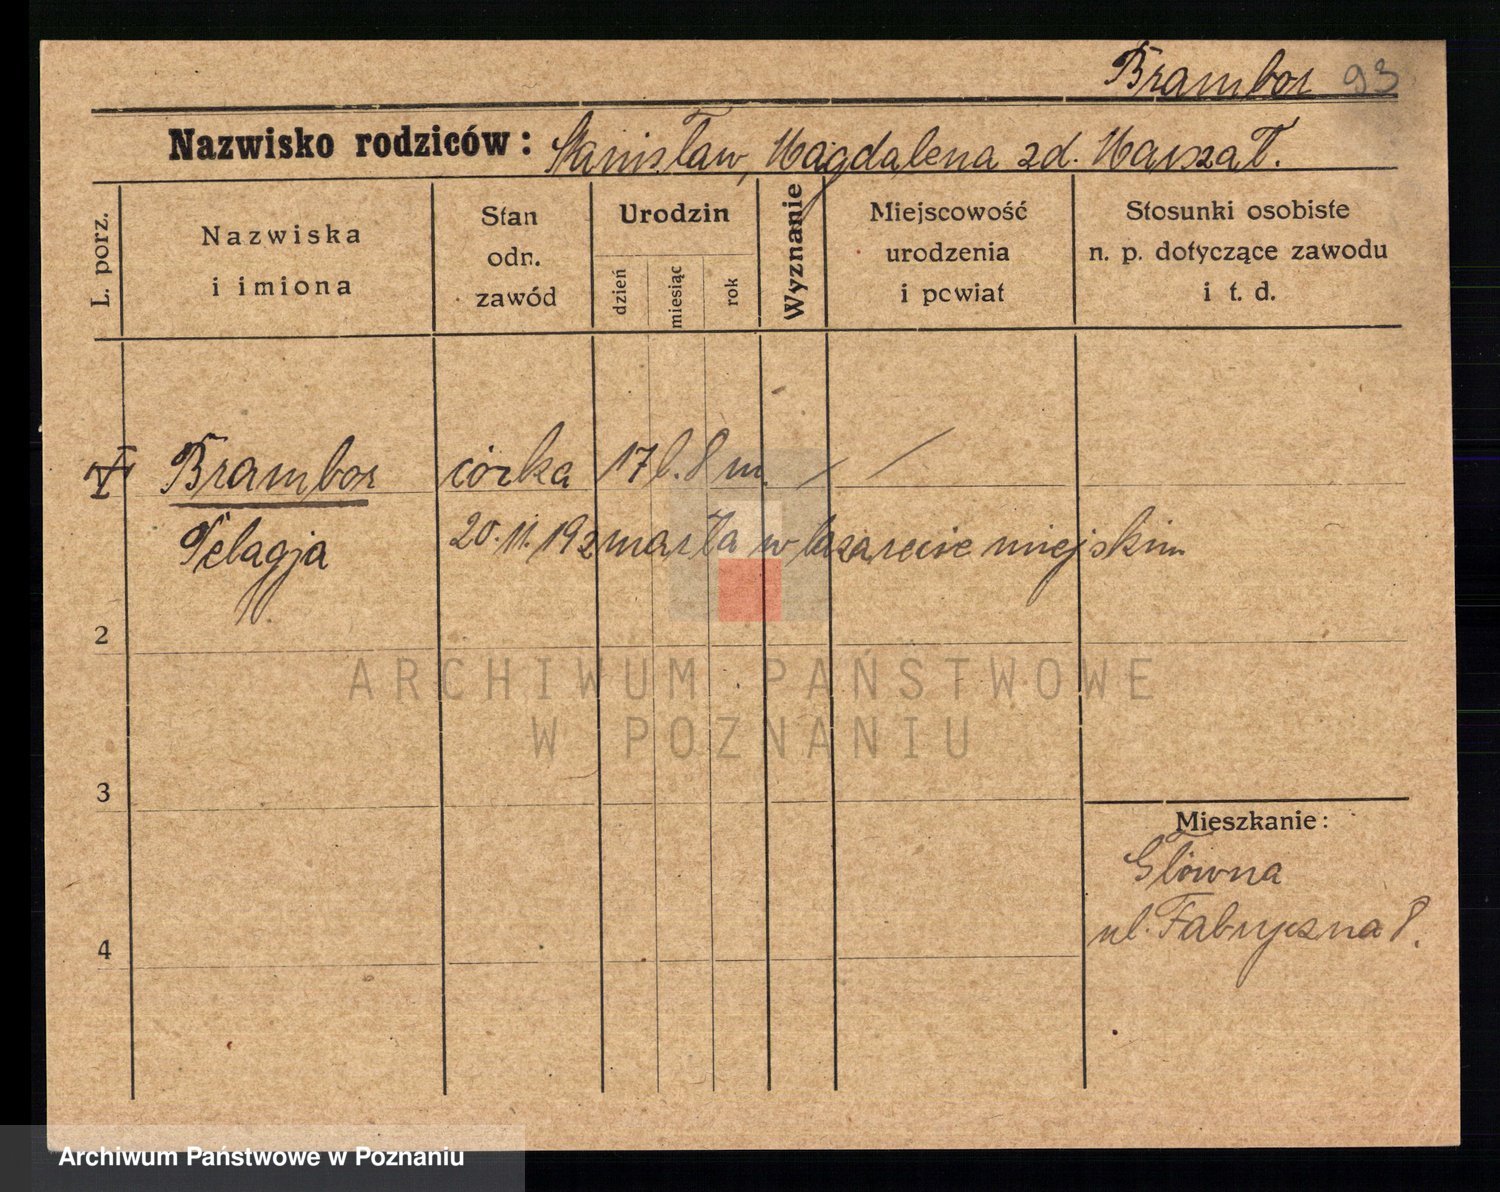 Brambor 93
Nazwisko rodziców: Stanisław, Magdalena zd. Marszał.
L. porz.
Nazwiska
i imiona
Stan
odn.
zawód
Urodzin
dzień
miesiąc
rok
Wyznanie
Miejscowość
urodzenia
i powiat
Stosunki osobiste
n. p. dotyczące zawodu
i t. d.
Brambor córka 17 l. 8 m. / /
Pelagja 20.11.19 zmarła w lazarecie miejskim
2
ARCHIWUM PAŃSTWOWE
W POZNANIU
3
Mieszkanie:
Główna
ul. Fabryczna 8.
4
Archiwum Państwowe w Poznaniu